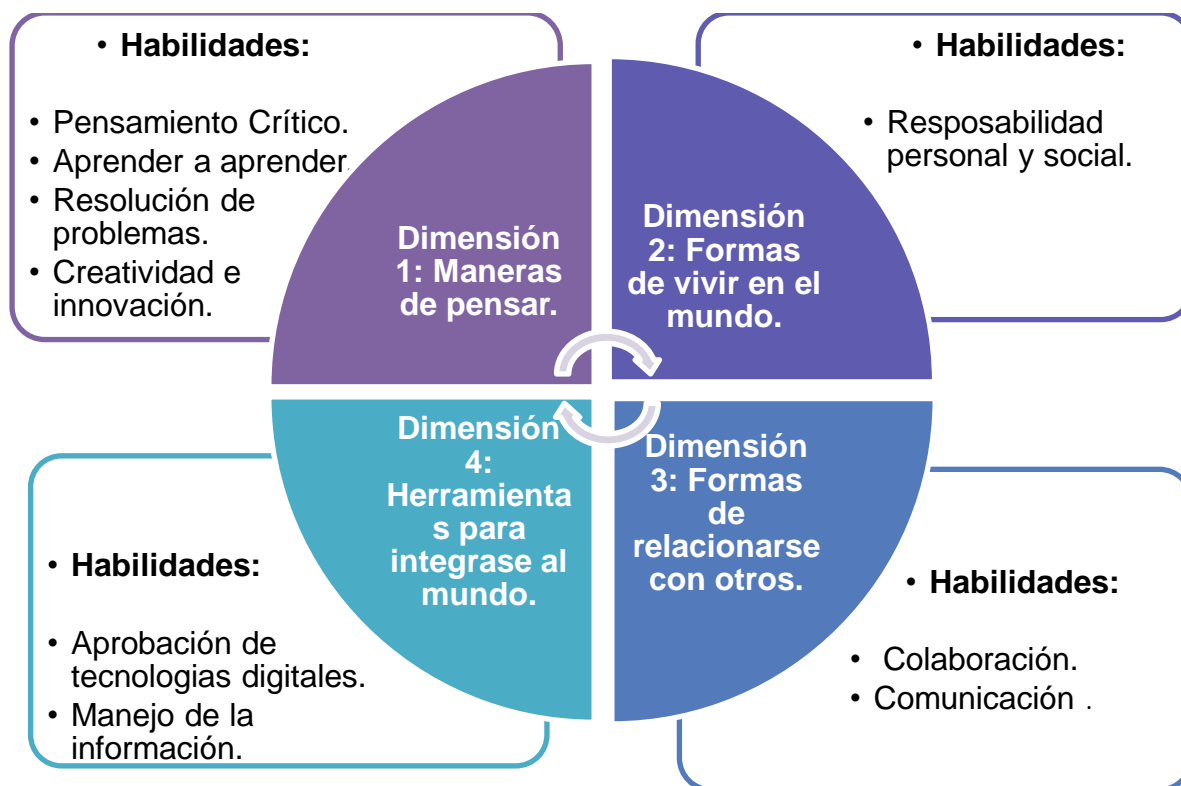 • Habilidades:
• Pensamiento Crítico.
• Aprender a aprender.
• Resolución de
problemas.
• Creatividad e
innovación.
Dimensión
1: Maneras
de pensar.
• Habilidades:
• Resposabilidad
personal y social.
Dimensión
2: Formas
de vivir en el
mundo.
Dimensión
4:
Herramienta
s para
integrase al
mundo.
• Habilidades:
• Aprobación de
tecnologias digitales.
• Manejo de la
información.
Dimensión
3: Formas
de
relacionarse
con otros.
• Habilidades:
• Colaboración.
• Comunicación .